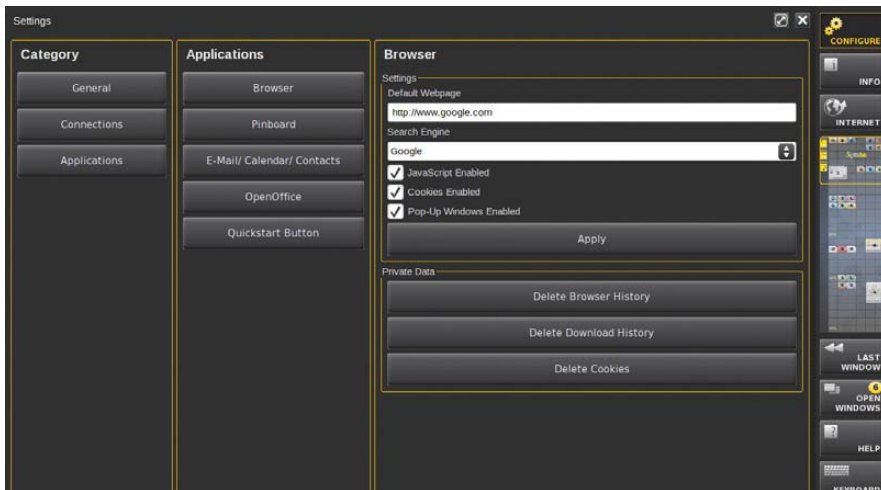 Settings
Category
General
Connections
Applications
Applications
Browser
Pinboard
E-Mail/ Calendar/ Contacts
OpenOffice
Quickstart Button
Browser
Settings
Default Webpage
http://www.google.com
Search Engine
Google
JavaScript Enabled
Cookies Enabled
Pop-Up Windows Enabled
Apply
Private Data
Delete Browser History
Delete Download History
Delete Cookies
CONFIGURE
INFO
INTERNET
LAST
WINDOW
6
OPEN
WINDOWS
?
HELP
KEYBOARD